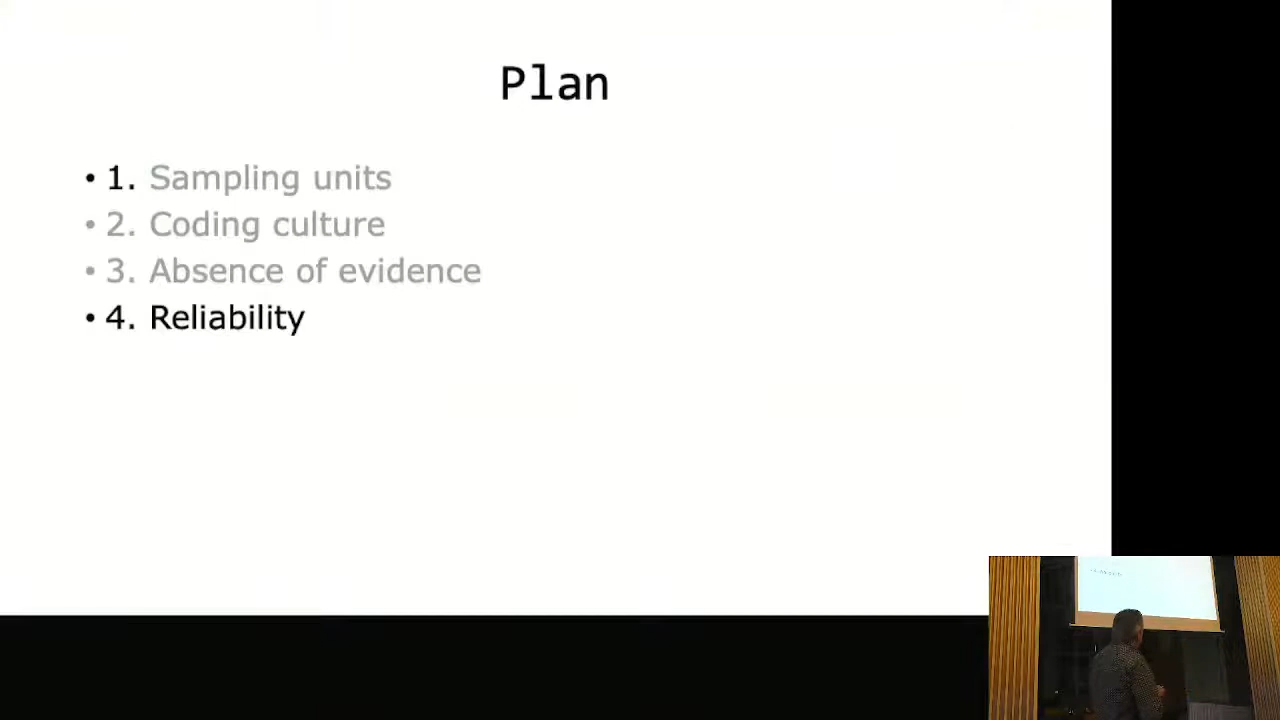 Plan
• 1. Sampling units
• 2. Coding culture
• 3. Absence of evidence
• 4. Reliability